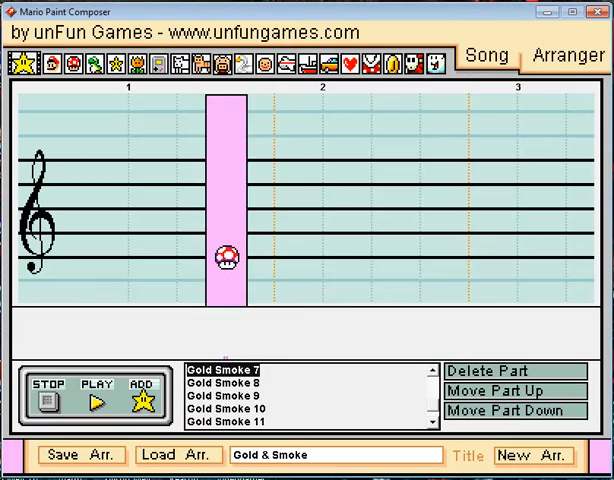 Mario Paint Composer
by unFun Games - www.unfungames.com
Song
Arranger
1 2 3
Gold Smoke 7
Gold Smoke 8
Gold Smoke 9
Gold Smoke 10
Gold Smoke 11
STOP PLAY ADD
Delete Part
Move Part Up
Move Part Down
Save Arr.
Load Arr.
Gold & Smoke
Title
New Arr.